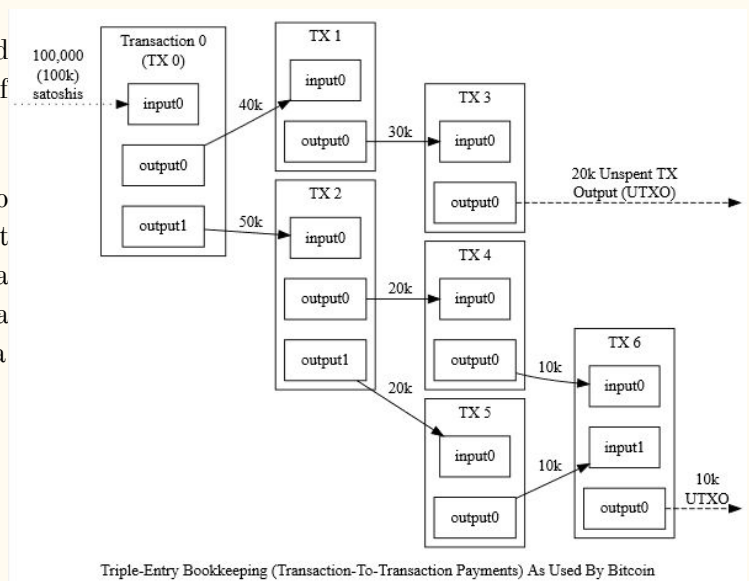 d
f
o
t
a
a
a
100,000
(100k)
satoshis
Transaction 0
(TX 0)
input0
output0
output1
40k
50k
TX 1
input0
output0
30k
TX 2
input0
output0
output1
20k
20k
TX 3
input0
output0
20k Unspent TX
Output (UTXO)
TX 4
input0
output0
10k
TX 5
input0
output0
10k
TX 6
input0
input1
output0
10k
UTXO
Triple-Entry Bookkeeping (Transaction-To-Transaction Payments) As Used By Bitcoin